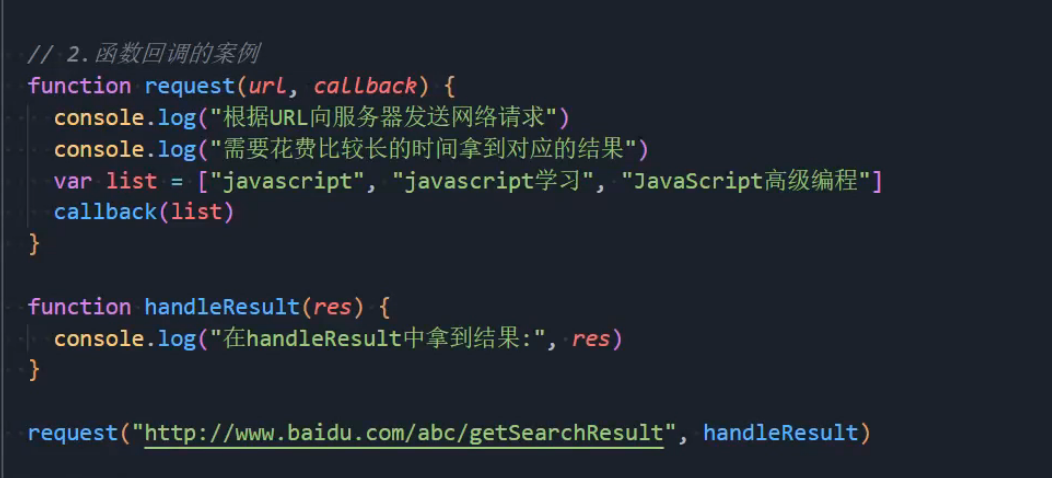 // 2.函数回调的案例
function request(url, callback) {
console.log("根据URL向服务器发送网络请求")
console.log("需要花费比较长的时间拿到对应的结果")
var list = ["javascript", "javascript学习", "JavaScript高级编程"]
callback(list)
}
function handleResult(res) {
console.log("在handleResult中拿到结果:", res)
}
request("http://www.baidu.com/abc/getSearchResult", handleResult)